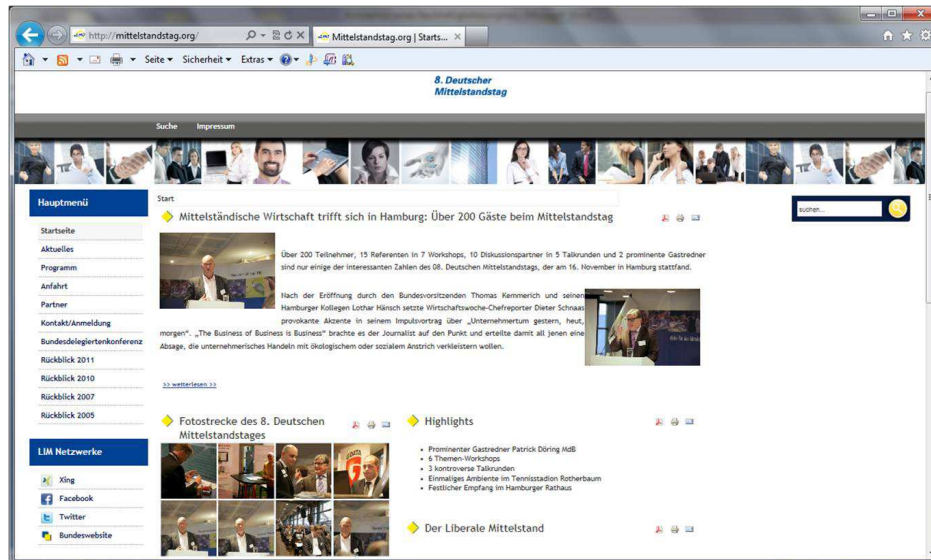 http://mittelstandstag.org/
Mittelstandstag.org | Starts...
Seite
Sicherheit
Extras
8. Deutscher
Mittelstandstag
Suche
Impressum
Hauptmenü
Startseite
Aktuelles
Programm
Anfahrt
Partner
Kontakt/Anmeldung
Bundesdelegiertenkonferenz
Rückblick 2011
Rückblick 2010
Rückblick 2007
Rückblick 2005
LIM Netzwerke
Xing
Facebook
Twitter
Bundeswebsite
Start
Mittelständische Wirtschaft trifft sich in Hamburg: Über 200 Gäste beim Mittelstandstag
Über 200 Teilnehmer, 15 Referenten in 7 Workshops, 10 Diskussionspartner in 5 Talkrunden und 2 prominente Gastredner
sind nur einige der interessanten Zahlen des 08. Deutschen Mittelstandstags, der am 16. November in Hamburg stattfand.
Nach der Eröffnung durch den Bundesvorsitzenden Thomas Kemmerich und seinen
Hamburger Kollegen Lothar Hänsch setzte Wirtschaftswoche-Chefreporter Dieter Schnaas
provokante Akzente in seinem Impulsvortrag über „Unternehmertum gestern, heut,
morgen“. „The Business of Business is Business“ brachte es der Journalist auf den Punkt und erteilte damit all jenen eine
Absage, die unternehmerisches Handeln mit ökologischem oder sozialem Anstrich verkleistern wollen.
>> weiterlesen >>
Fotostrecke des 8. Deutschen
Mittelstandstages
Highlights
Prominenter Gastredner Patrick Döring MdB
6 Themen-Workshops
3 kontroverse Talkrunden
Einmaliges Ambiente im Tennisstadion Rotherbaum
Festlicher Empfang im Hamburger Rathaus
Der Liberale Mittelstand
suchen...